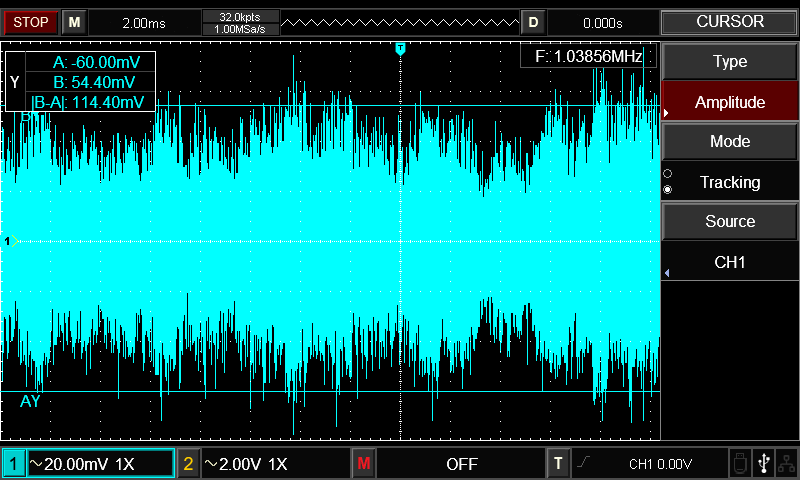 STOP M 2.00ms 32.0kpts D 0.000s CURSOR
1.00MSa/s
T
F: 1.03856MHz
A: -60.00mV
Y B: 54.40mV
|B-A|: 114.40mV
BY
Type
Amplitude
Mode
Tracking
Source
1
CH1
AY
1 ~20.00mV 1X 2 ~2.00V 1X M OFF T CH1 0.00V